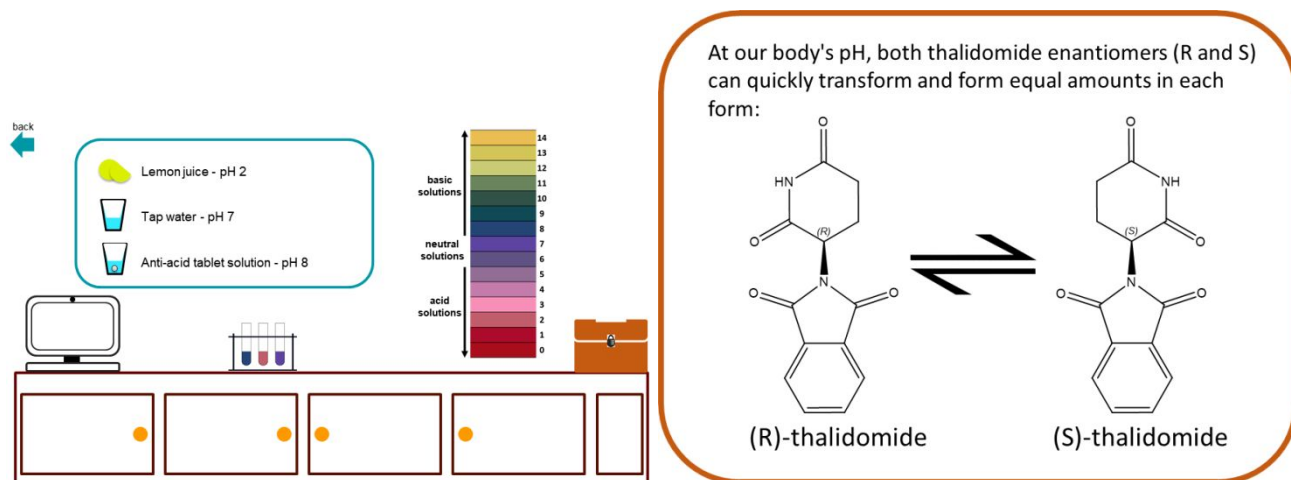 back
Lemon juice - pH 2
Tap water - pH 7
Anti-acid tablet solution - pH 8
basic
solutions
neutral
solutions
acid
solutions
14
13
12
11
10
9
8
7
6
5
4
3
2
1
0
At our body's pH, both thalidomide enantiomers (R and S)
can quickly transform and form equal amounts in each
form:
O
HN
O
(R)
N
O
O
O
NH
O
(S)
N
O
O
(R)-thalidomide
(S)-thalidomide